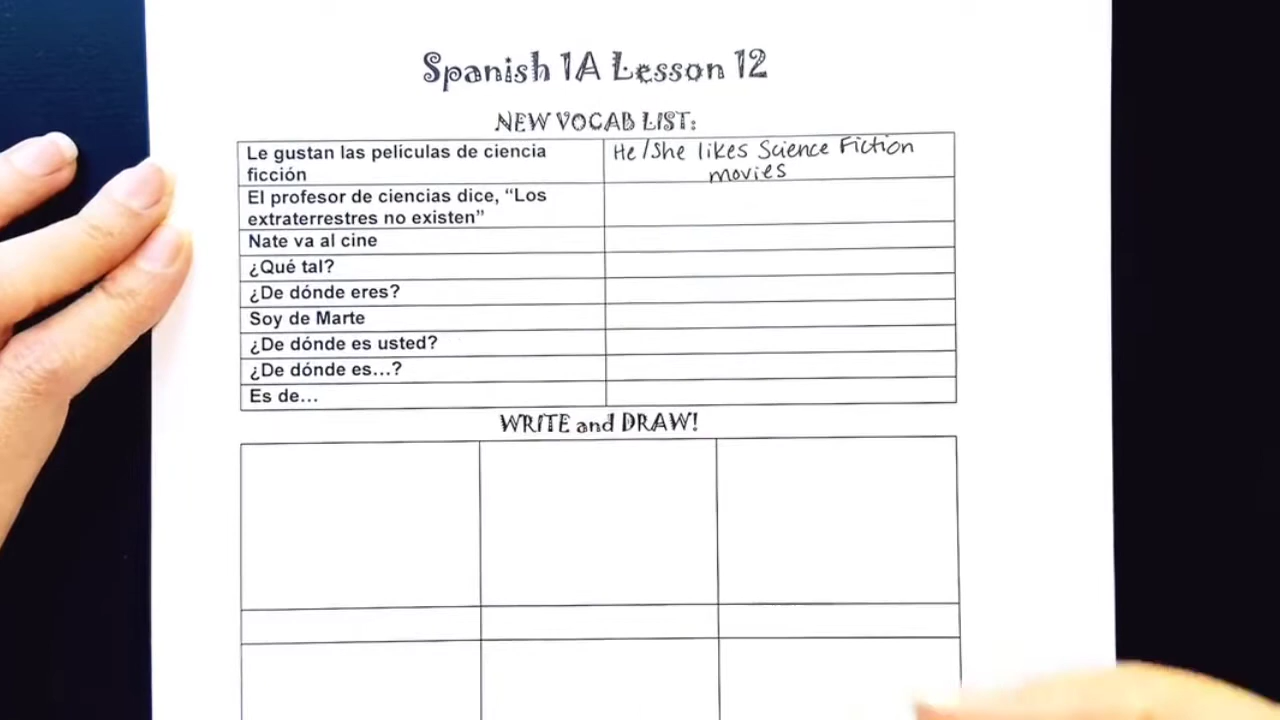 Spanish 1A Lesson 12
NEW VOCAB LIST:
Le gustan las películas de ciencia
ficción
He/She likes Science Fiction
movies
El profesor de ciencias dice, “Los
extraterrestres no existen”
Nate va al cine
¿Qué tal?
¿De dónde eres?
Soy de Marte
¿De dónde es usted?
¿De dónde es…?
Es de…
WRITE and DRAW!